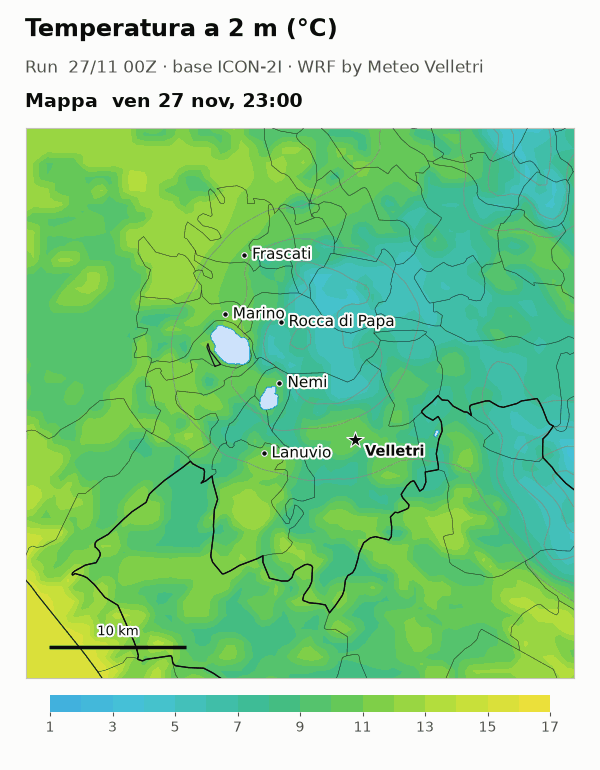 Temperatura a 2 m (°C)
Run  27/11 00Z · base ICON-2I · WRF by Meteo Velletri
Mappa  ven 27 nov, 23:00
Frascati
Marino
Rocca di Papa
Nemi
Velletri
Lanuvio
10 km
1 3 5 7 9 11 13 15 17